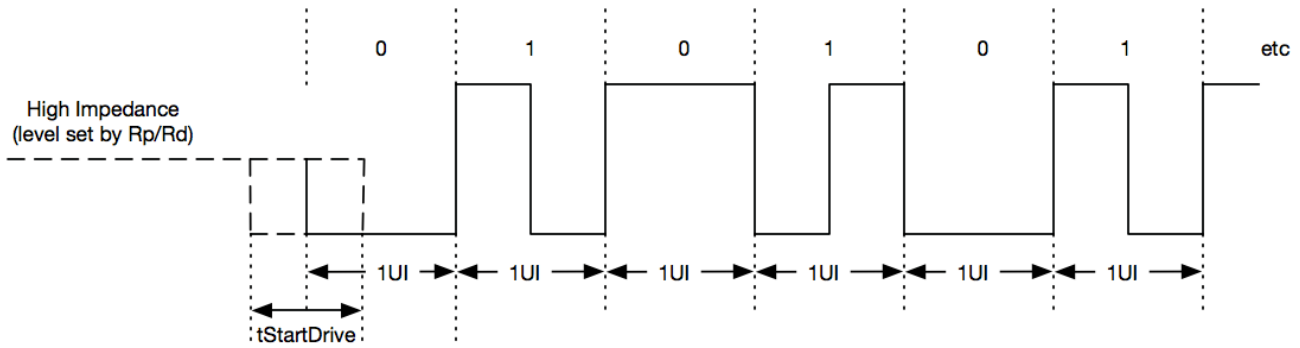 0 1 0 1 0 1 etc
High Impedance
(level set by Rp/Rd)
1UI 1UI 1UI 1UI 1UI 1UI
tStartDrive